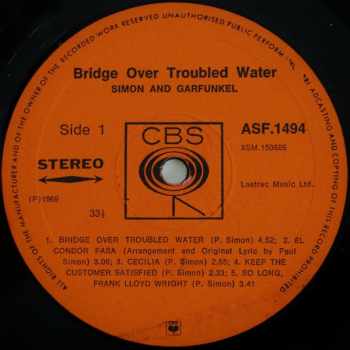 ALL RIGHTS OF THE MANUFACTURER AND OF THE OWNER OF THE RECORDED WORK RESERVED UNAUTHORISED PUBLIC PERFORMANCE BROADCASTING AND COPYING OF THIS RECORD PROHIBITED
Bridge Over Troubled Water
SIMON AND GARFUNKEL
Side 1
CBS
ASF.1494
STEREO
Laetrec Music Ltd.
(P)1969
33⅓
1. BRIDGE OVER TROUBLED WATER (P. Simon) 4.52; 2. EL
CONDOR PASA (Arrangement and Original Lyric by Paul
Simon) 3.06; 3. CECILIA (P. Simon) 2.55; 4. KEEP THE
CUSTOMER SATISFIED (P. Simon) 2.33; 5. SO LONG,
FRANK LLOYD WRIGHT (P. Simon) 3.41